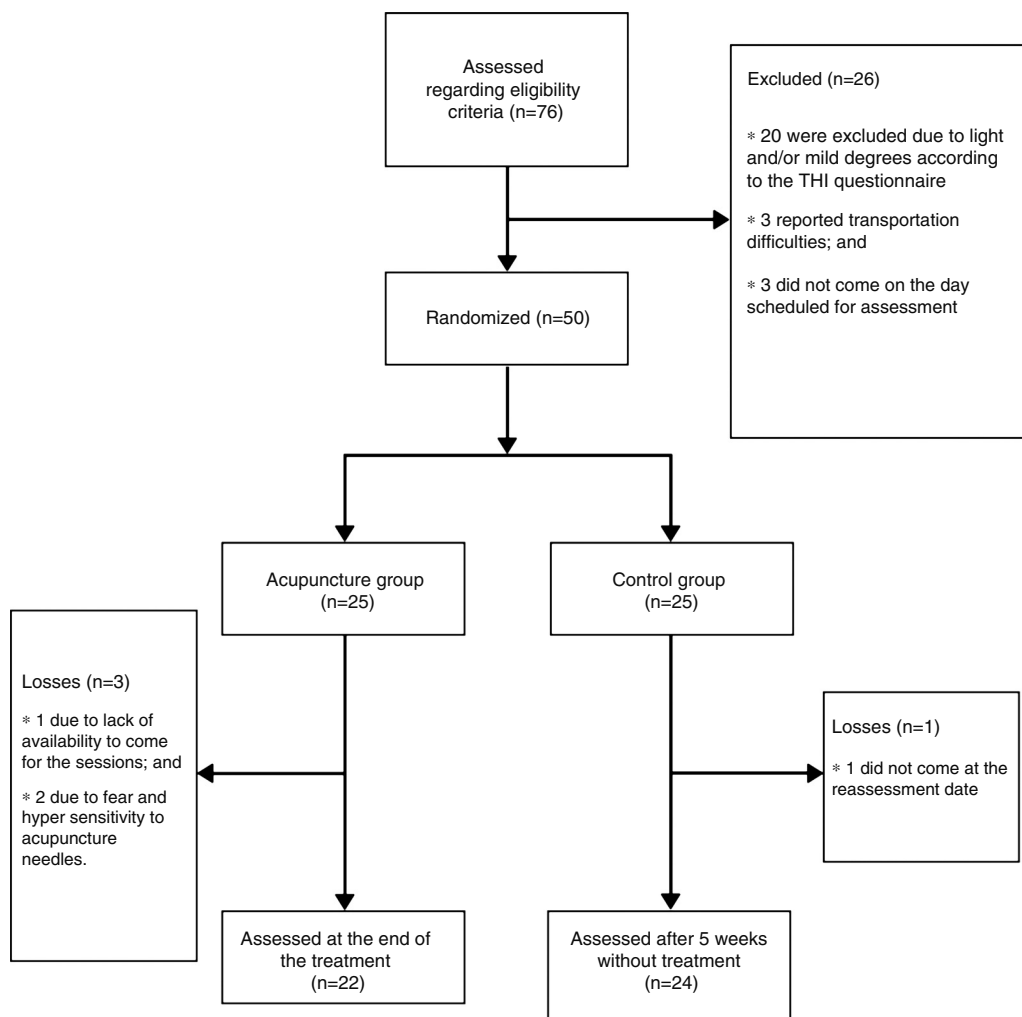 Assessed
regarding eligibility
criteria (n=76)
Excluded (n=26)
* 20 were excluded due to light
and/or mild degrees according
to the THI questionnaire
* 3 reported transportation
difficulties; and
* 3 did not come on the day
scheduled for assessment
Randomized (n=50)
Acupuncture group
(n=25)
Control group
(n=25)
Losses (n=3)
* 1 due to lack of
availability to come
for the sessions; and
* 2 due to fear and
hyper sensitivity to
acupuncture
needles.
Losses (n=1)
* 1 did not come at the
reassessment date
Assessed at the end of
the treatment
(n=22)
Assessed after 5 weeks
without treatment
(n=24)